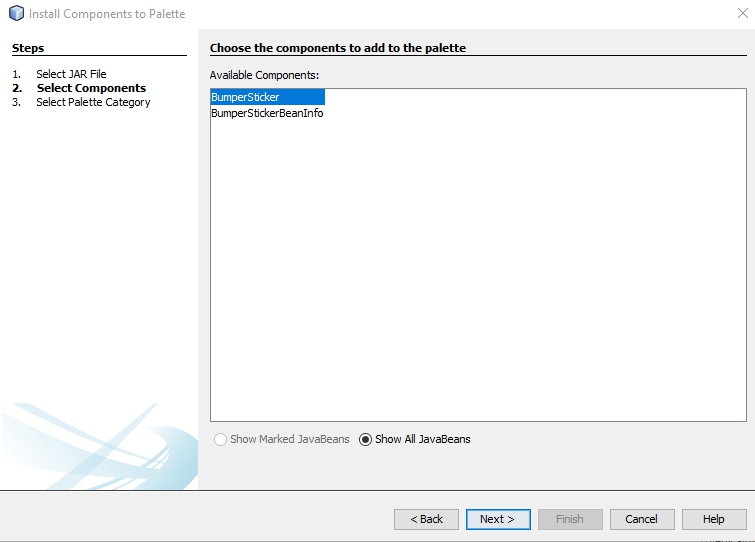 Install Components to Palette
Steps
1. Select JAR File
2. Select Components
3. Select Palette Category
Choose the components to add to the palette
Available Components:
BumperSticker
BumperStickerBeanInfo
Show Marked JavaBeans
Show All JavaBeans
< Back
Next >
Finish
Cancel
Help